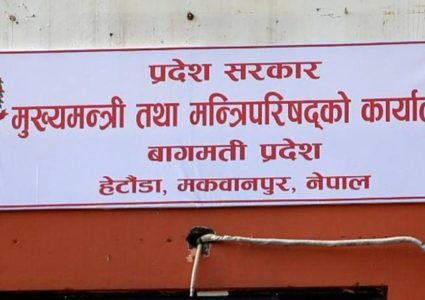 प्रदेश सरकार
मुख्यमन्त्री तथा मन्त्रिपरिषद्को कार्याल
बागमती प्रदेश
हेटौंडा, मकवानपुर, नेपाल